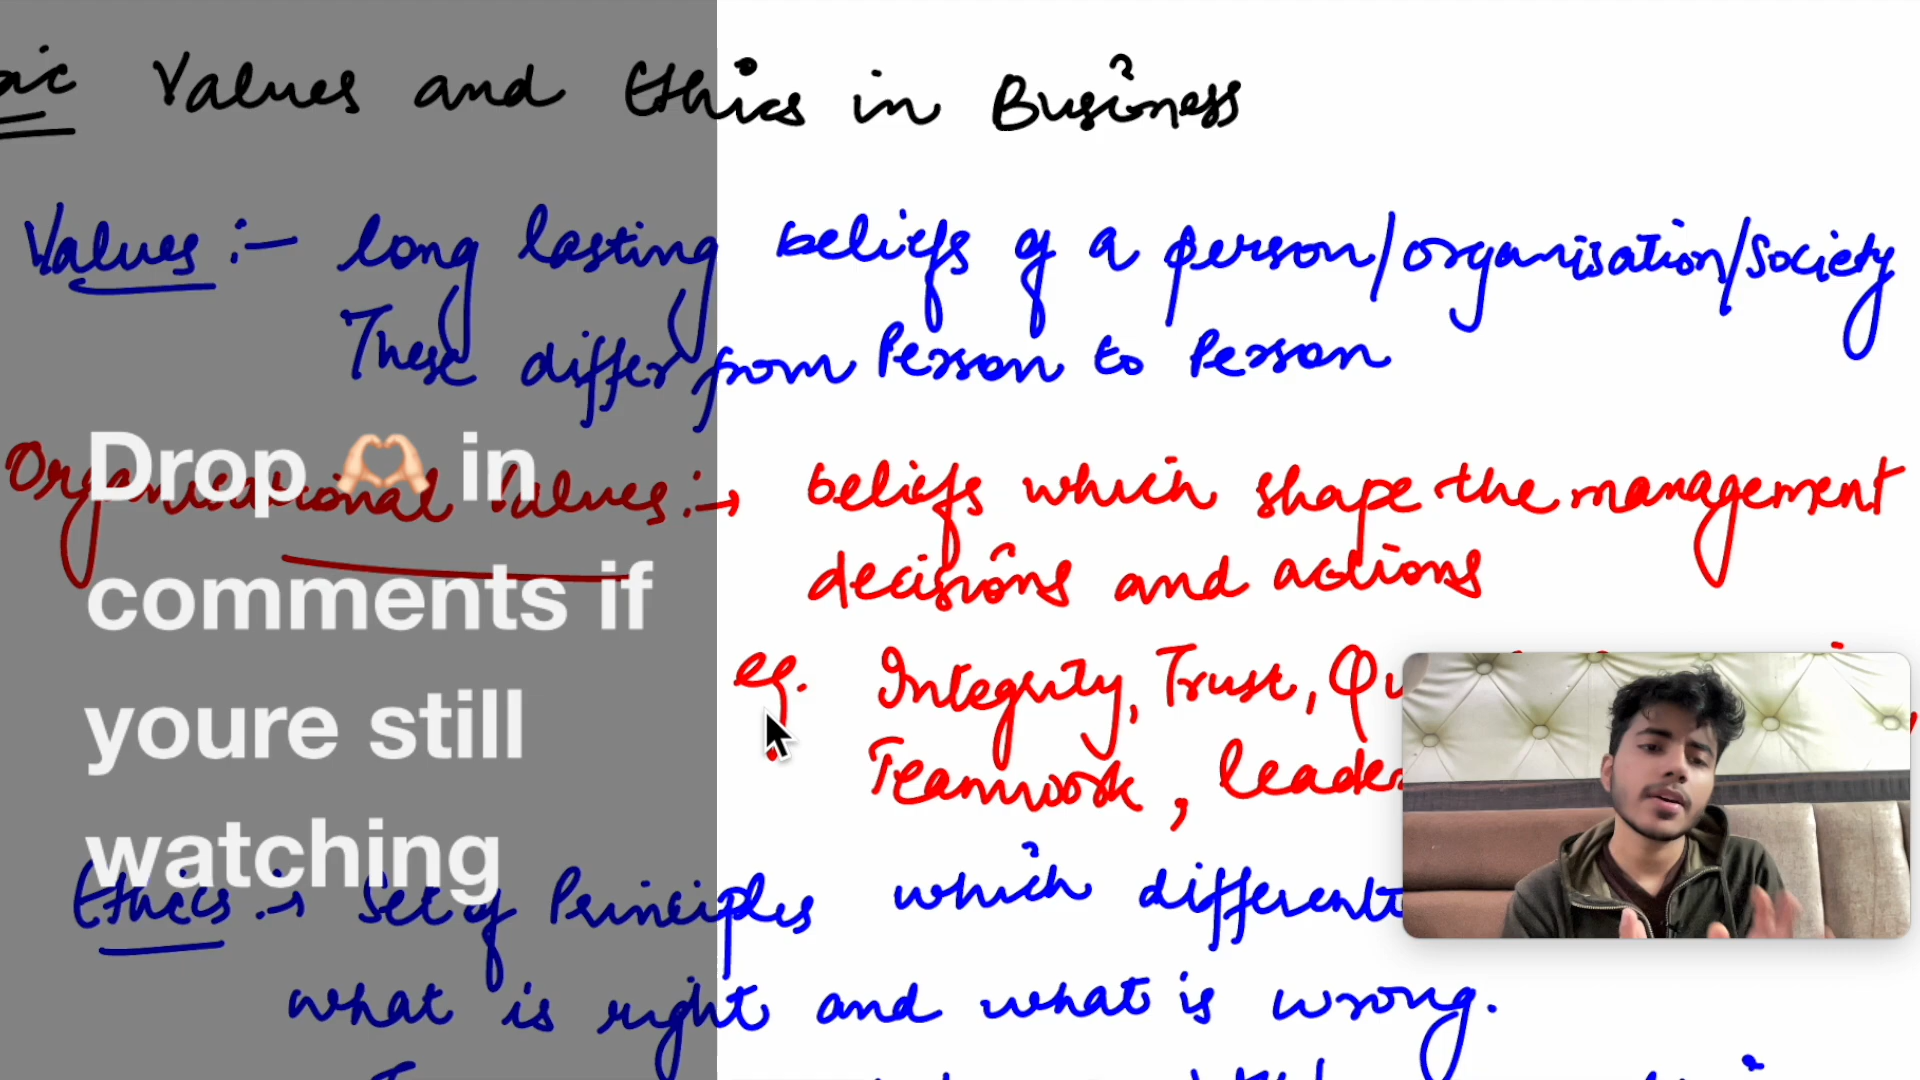 Values and Ethics in Business
Values :- long lasting beliefs of a person/organisation/society
These differ from Person to Person
Organisational Values :→ beliefs which shape the management
decisions and actions
eg. Integrity, Trust,
Teamwork,
Ethics :→ Set of Principles which
what is right and what is wrong.
Drop 🫶🏻 in
comments if
youre still
watching